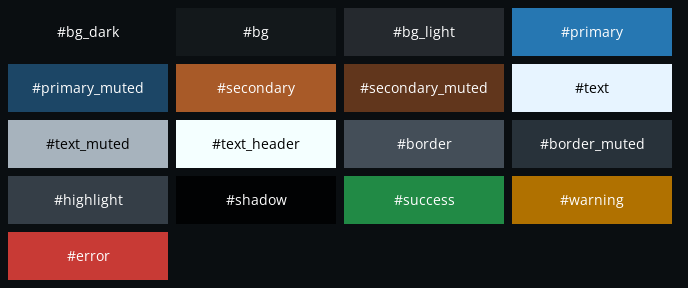 #bg_dark
#bg
#bg_light
#primary
#primary_muted
#secondary
#secondary_muted
#text
#text_muted
#text_header
#border
#border_muted
#highlight
#shadow
#success
#warning
#error